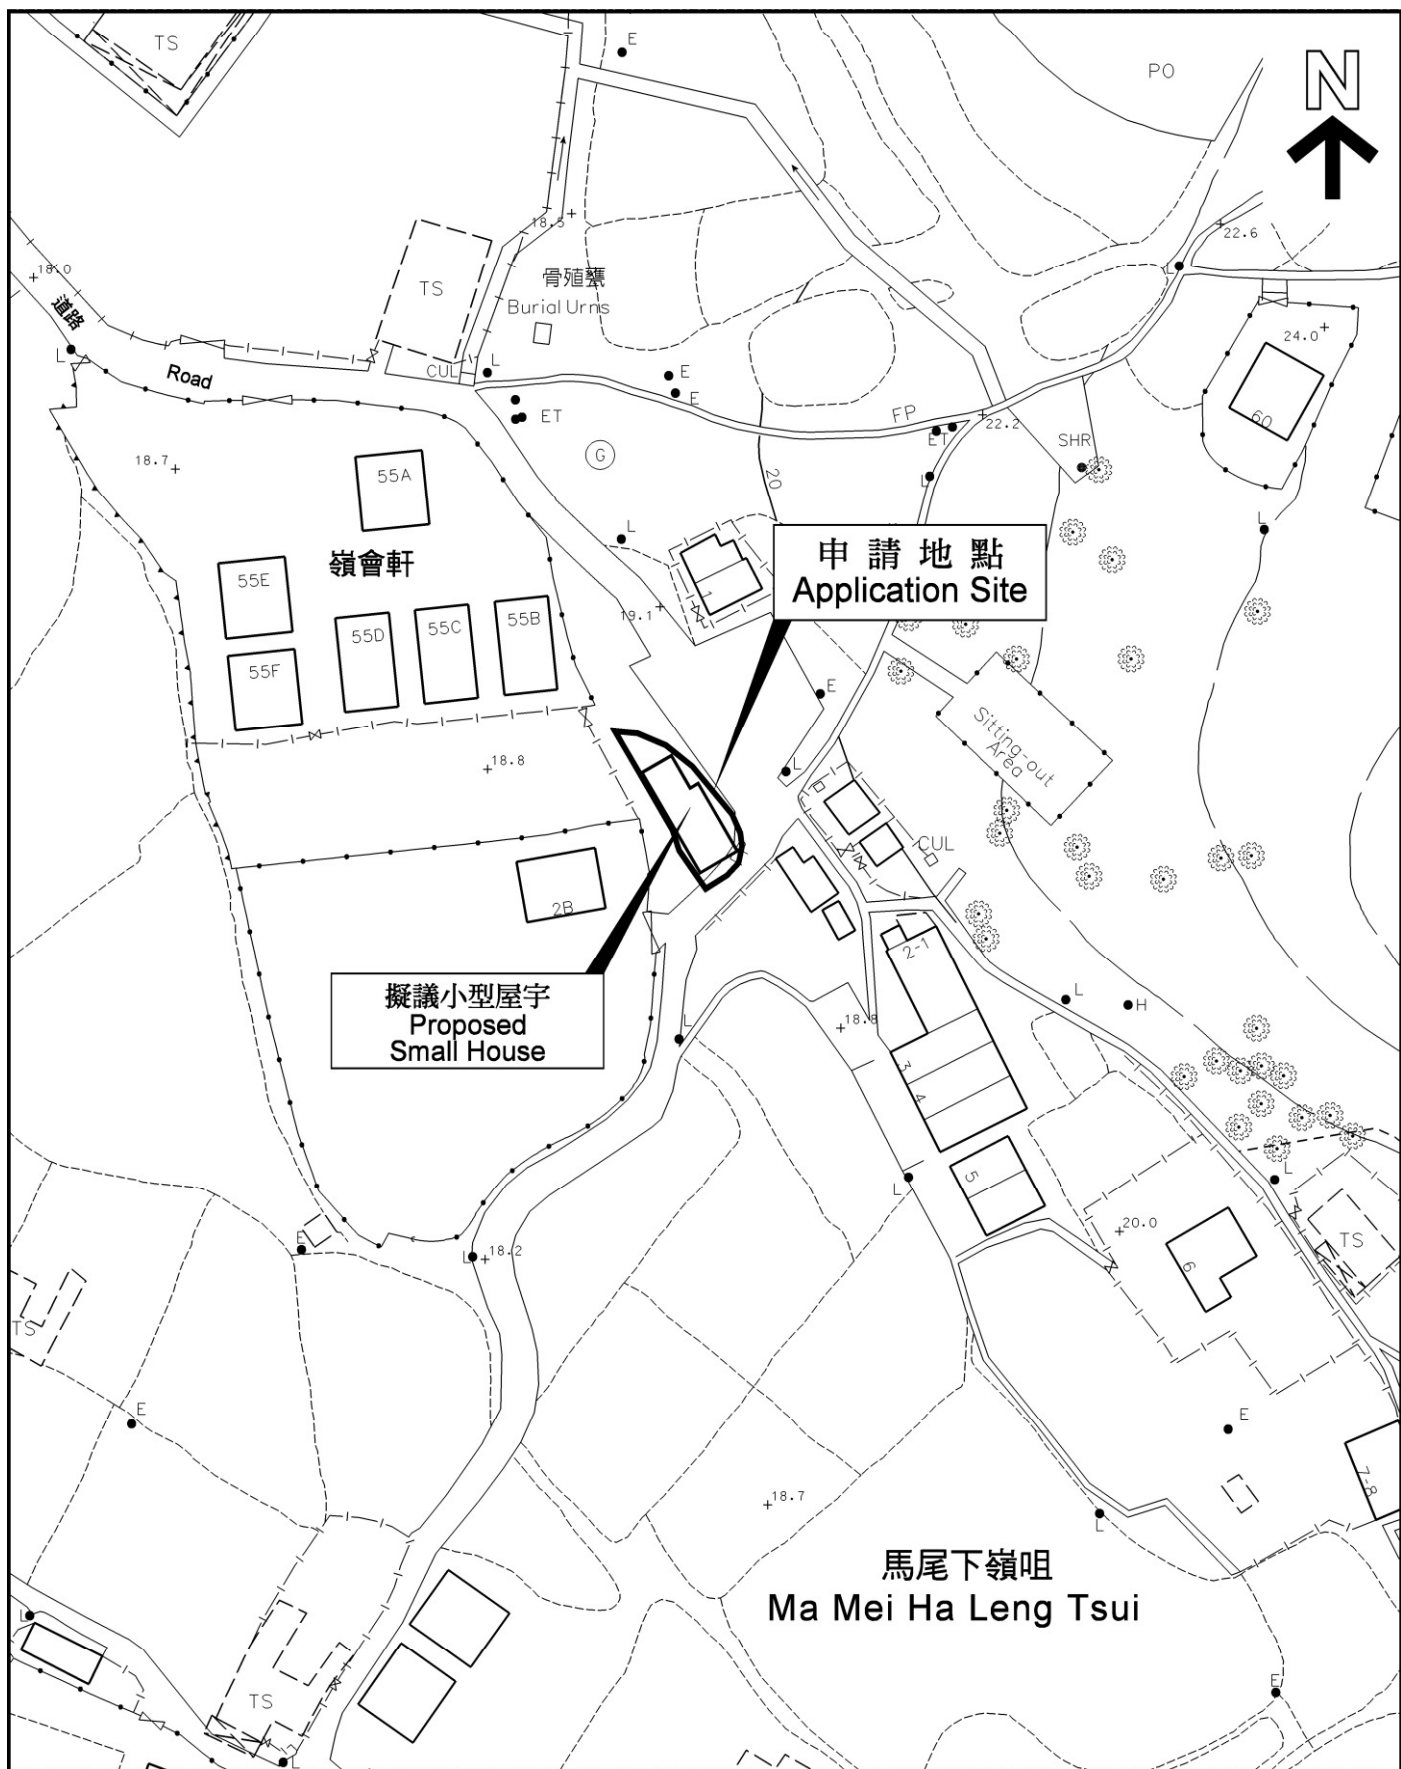 TS
E
PO
N
18.5
22.6
L
18.0
骨殖甕
Burial Urns
TS
24.0
道路
L
Road
CUL
L
E
E
ET
FP
22.2
ET
SHR
60
18.7
G
55A
20
L
L
L
嶺會軒
申請地點
Application Site
55E
1
19.1
55D
55C
55B
55F
E
Sitting-out
Area
18.8
L
CUL
2B
2-1
擬議小型屋宇
Proposed
Small House
L
18.8
L
H
3
4
5
L
L
E
L
18.2
20.0
6
TS
TS
E
E
7-8
18.7
L
馬尾下嶺咀
Ma Mei Ha Leng Tsui
L
E
TS
L